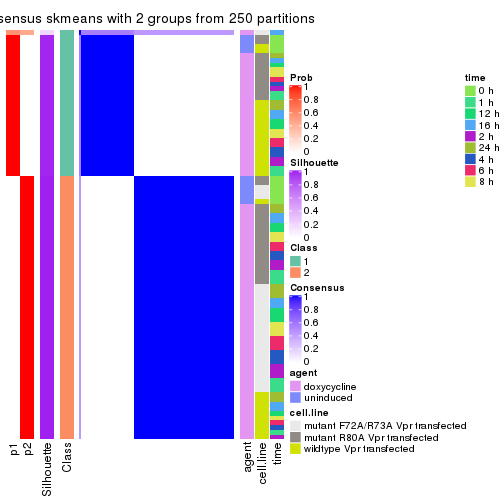 sensus skmeans with 2 groups from 250 partitions
Prob
1
0.8
0.6
0.4
0.2
0
Silhouette
1
0.8
0.6
0.4
0.2
0
Class
1
2
Consensus
1
0.8
0.6
0.4
0.2
0
agent
doxycycline
uninduced
cell.line
mutant F72A/R73A Vpr transfected
mutant R80A Vpr transfected
wildtype Vpr transfected
time
0 h
1 h
12 h
16 h
2 h
24 h
4 h
6 h
8 h
p1
p2
Silhouette
Class
agent
cell.line
time